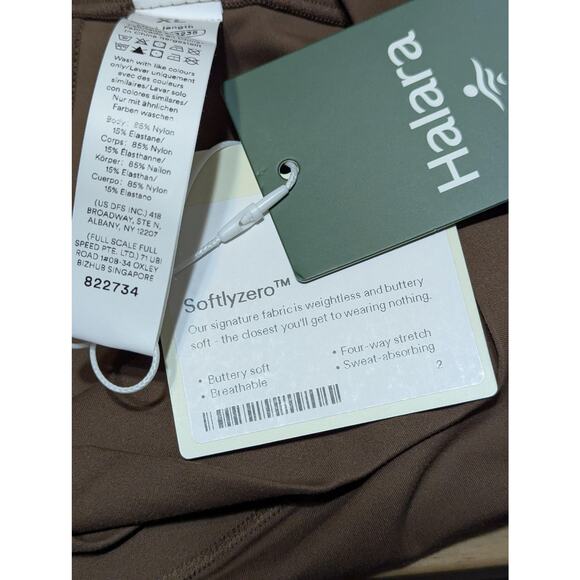 XL
length
Wash with like colours
only/Laver uniquement
avec des couleurs
similaires/Lavar solo
con colores similares/
Nur mit ähnlichen
Farben waschen
Body: 85% Nylon
15% Elastane/
Corps: 85% Nylon
15% Élasthanne/
Körper: 85% Nailon
15% Elasthan/
Cuerpo: 85% Nylon
15% Elastano
(US DFS INC.) 418
BROADWAY, STE N,
ALBANY, NY 12207
(FULL SCALE FULL
SPEED PTE. LTD.) 71 UBI
ROAD 1#08-34 OXLEY
BIZHUB SINGAPORE
822734
Halara
Softlyzero™
Our signature fabric is weightless and buttery
soft - the closest you'll get to wearing nothing.
• Buttery soft
• Breathable
• Four-way stretch
• Sweat-absorbing
2